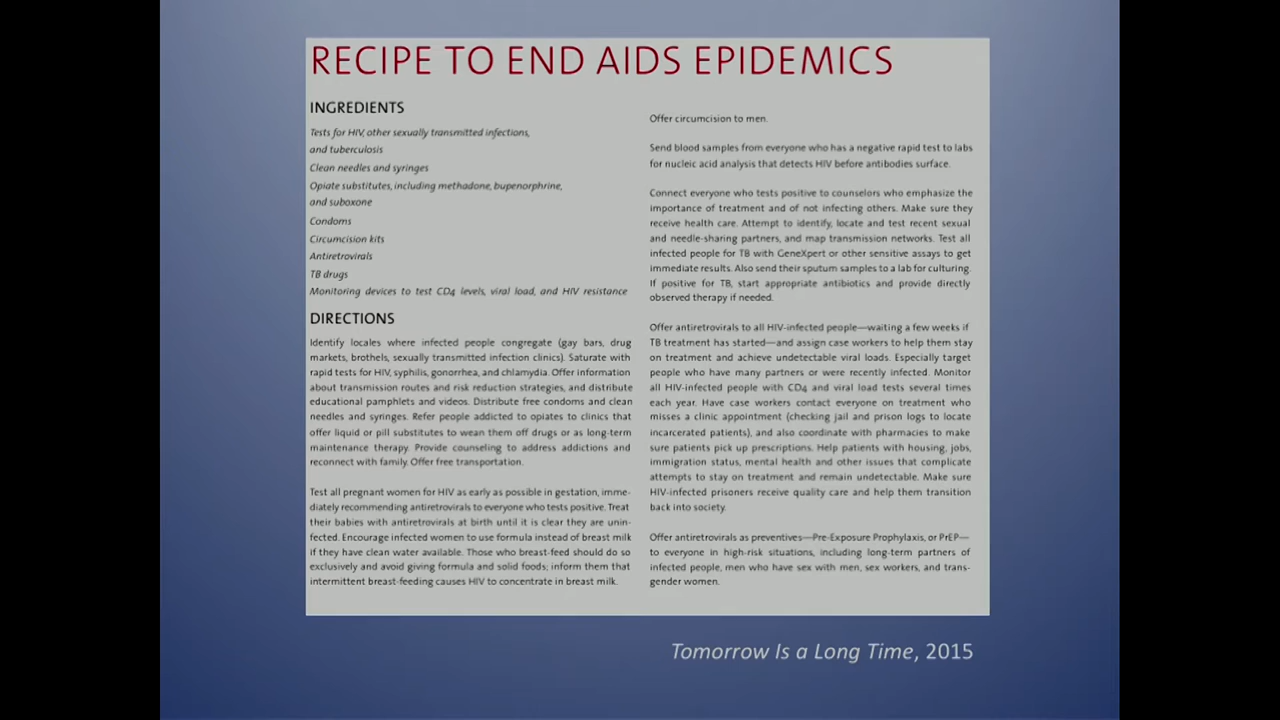 RECIPE TO END AIDS EPIDEMICS
INGREDIENTS
Tests for HIV, other sexually transmitted infections,
and tuberculosis
Clean needles and syringes
Opiate substitutes, including methadone, bupenorphrine,
and suboxone
Condoms
Circumcision kits
Antiretrovirals
TB drugs
Monitoring devices to test CD4 levels, viral load, and HIV resistance
DIRECTIONS
Identify locales where infected people congregate (gay bars, drug
markets, brothels, sexually transmitted infection clinics). Saturate with
rapid tests for HIV, syphilis, gonorrhea, and chlamydia. Offer information
about transmission routes and risk reduction strategies, and distribute
educational pamphlets and videos. Distribute free condoms and clean
needles and syringes. Refer people addicted to opiates to clinics that
offer liquid or pill substitutes to wean them off drugs or as long-term
maintenance therapy. Provide counseling to address addictions and
reconnect with family. Offer free transportation.
Test all pregnant women for HIV as early as possible in gestation, imme-
diately recommending antiretrovirals to everyone who tests positive. Treat
their babies with antiretrovirals at birth until it is clear they are unin-
fected. Encourage infected women to use formula instead of breast milk
if they have clean water available. Those who breast-feed should do so
exclusively and avoid giving formula and solid foods; inform them that
intermittent breast-feeding causes HIV to concentrate in breast milk.
Offer circumcision to men.
Send blood samples from everyone who has a negative rapid test to labs
for nucleic acid analysis that detects HIV before antibodies surface.
Connect everyone who tests positive to counselors who emphasize the
importance of treatment and of not infecting others. Make sure they
receive health care. Attempt to identify, locate and test recent sexual
and needle-sharing partners, and map transmission networks. Test all
infected people for TB with GeneXpert or other sensitive assays to get
immediate results. Also send their sputum samples to a lab for culturing.
If positive for TB, start appropriate antibiotics and provide directly
observed therapy if needed.
Offer antiretrovirals to all HIV-infected people—waiting a few weeks if
TB treatment has started—and assign case workers to help them stay
on treatment and achieve undetectable viral loads. Especially target
people who have many partners or were recently infected. Monitor
all HIV-infected people with CD4 and viral load tests several times
each year. Have case workers contact everyone on treatment who
misses a clinic appointment (checking jail and prison logs to locate
incarcerated patients), and also coordinate with pharmacies to make
sure patients pick up prescriptions. Help patients with housing, jobs,
immigration status, mental health and other issues that complicate
attempts to stay on treatment and remain undetectable. Make sure
HIV-infected prisoners receive quality care and help them transition
back into society.
Offer antiretrovirals as preventives—Pre-Exposure Prophylaxis, or PrEP—
to everyone in high-risk situations, including long-term partners of
infected people, men who have sex with men, sex workers, and trans-
gender women.
Tomorrow Is a Long Time, 2015